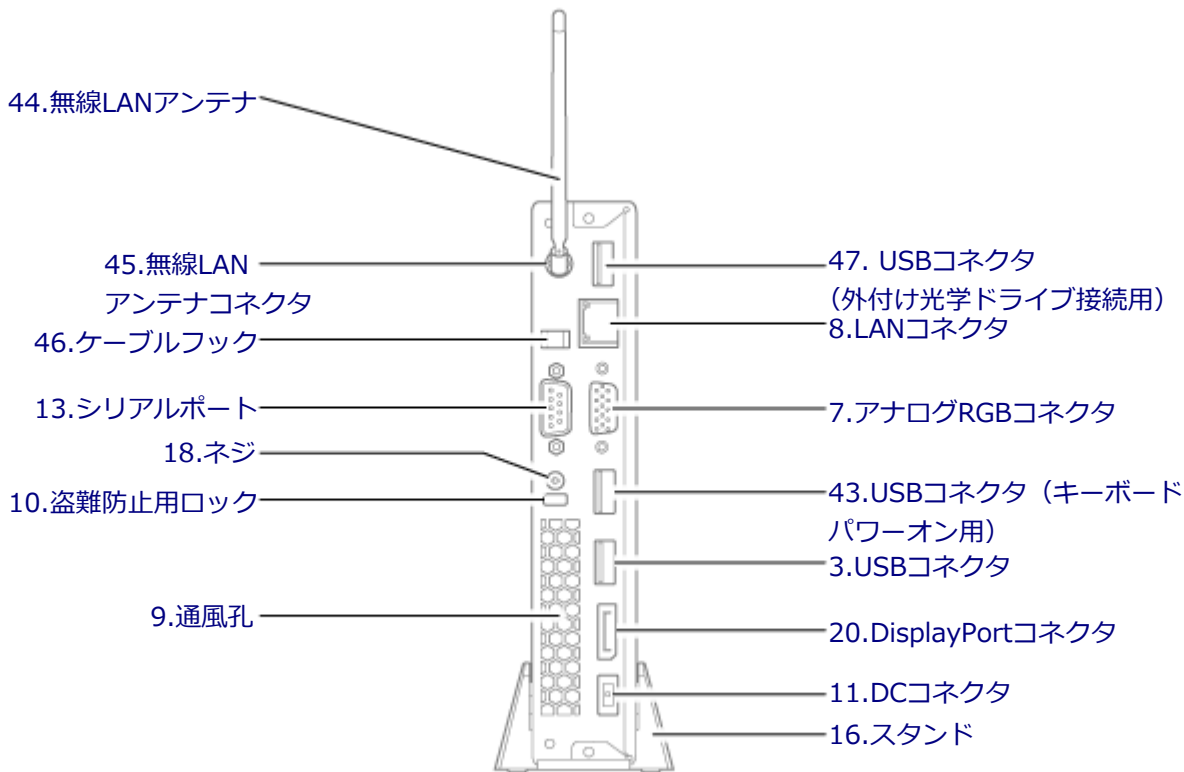 44.無線LANアンテナ
45.無線LAN
アンテナコネクタ
46.ケーブルフック
13.シリアルポート
18.ネジ
10.盗難防止用ロック
9.通風孔
47. USBコネクタ
（外付け光学ドライブ接続用）
8.LANコネクタ
7.アナログRGBコネクタ
43.USBコネクタ（キーボード
パワーオン用）
3.USBコネクタ
20.DisplayPortコネクタ
11.DCコネクタ
16.スタンド